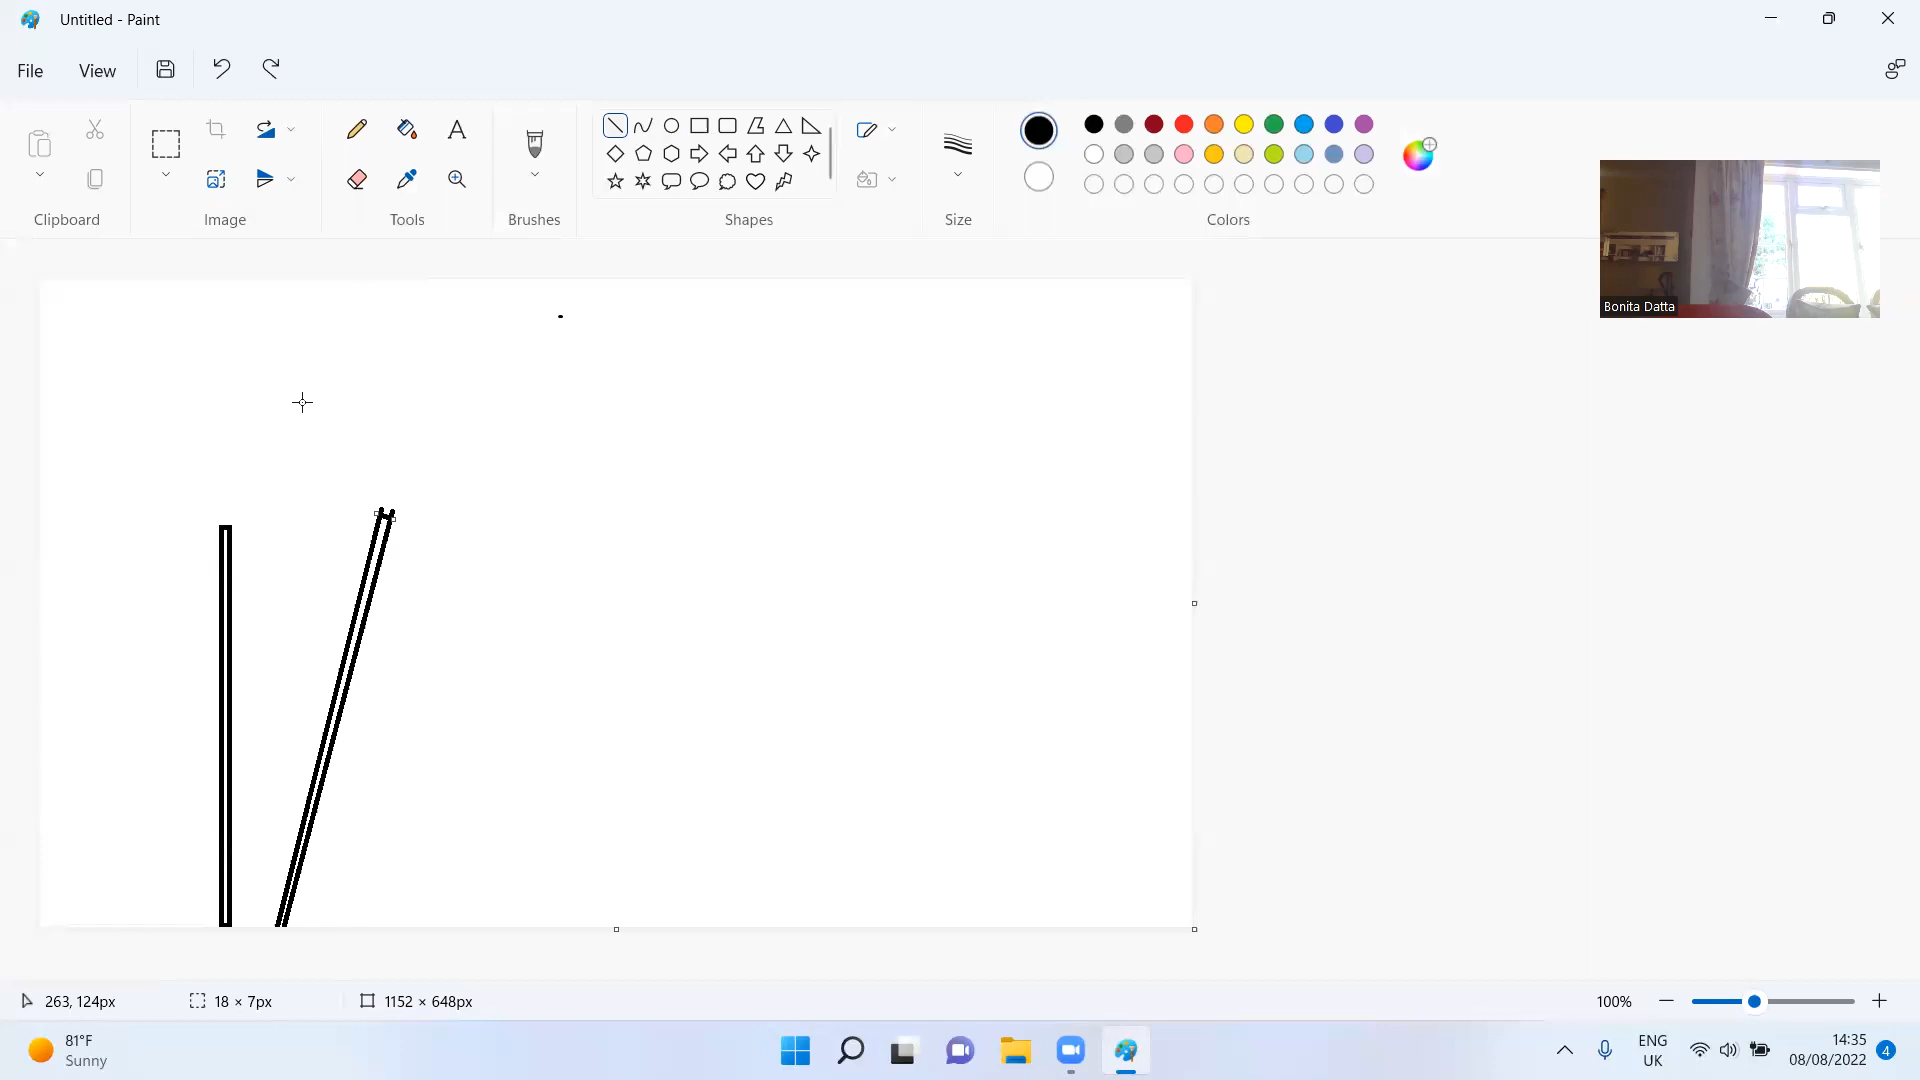 Untitled - Paint
File View
Clipboard Image Tools Brushes Shapes Size Colors
Bonita Datta
263, 124px 18 × 7px 1152 × 648px 100%
81°F
Sunny
ENG
UK
14:35
08/08/2022
4